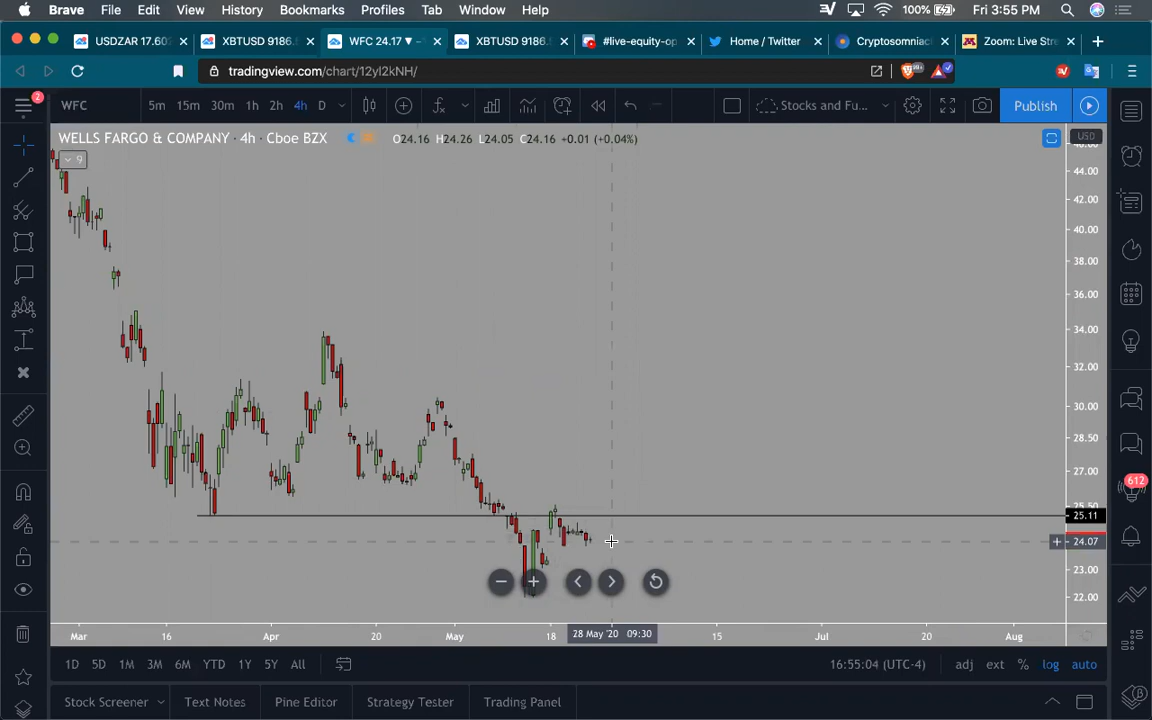 Brave File Edit View History Bookmarks Profiles Tab Window Help 100% Fri 3:55 PM
USDZAR 17.602 XBTUSD 9186. WFC 24.17 ▼ XBTUSD 9186.5 #live-equity-op Home / Twitter Cryptosomniac Zoom: Live Stre
tradingview.com/chart/12yl2kNH/ 99+
2 WFC 5m 15m 30m 1h 2h 4h D Stocks and Fu... Publish
WELLS FARGO & COMPANY · 4h · Cboe BZX O24.16 H24.26 L24.05 C24.16 +0.01 (+0.04%) USD
9
44.00
42.00
40.00
38.00
36.00
34.00
32.00
30.00
28.50
27.00
612
25.11
24.07
23.00
22.00
Mar 16 Apr 20 May 18 28 May '20 09:30 15 Jul 20 Aug
1D 5D 1M 3M 6M YTD 1Y 5Y All 16:55:04 (UTC-4) adj ext % log auto
Stock Screener Text Notes Pine Editor Strategy Tester Trading Panel